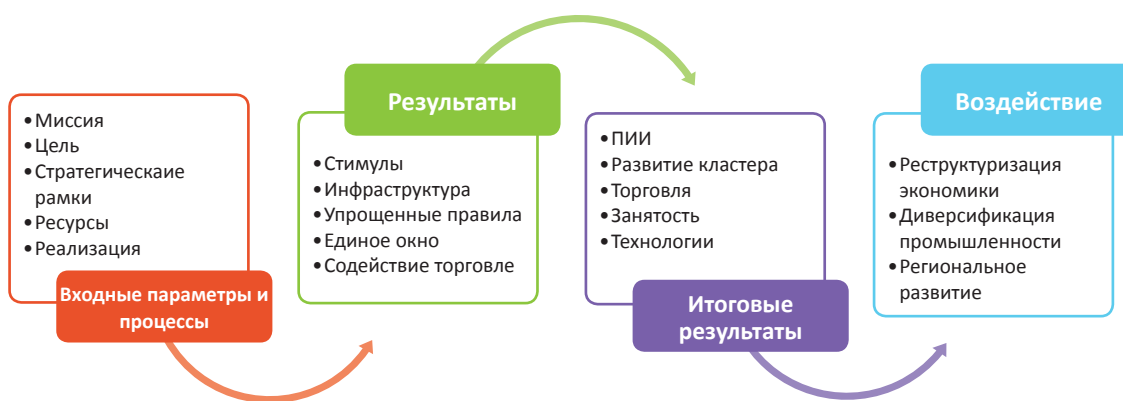 • Миссия
• Цель
• Стратегическаие
рамки
• Ресурсы
• Реализация
Входные параметры и
процессы
Результаты
• Стимулы
• Инфраструктура
• Упрощенные правила
• Единое окно
• Содействие торговле
• ПИИ
• Развитие кластера
• Торговля
• Занятость
• Технологии
Итоговые
результаты
Воздействие
• Реструктуризация
экономики
• Диверсификация
промышленности
• Региональное
развитие